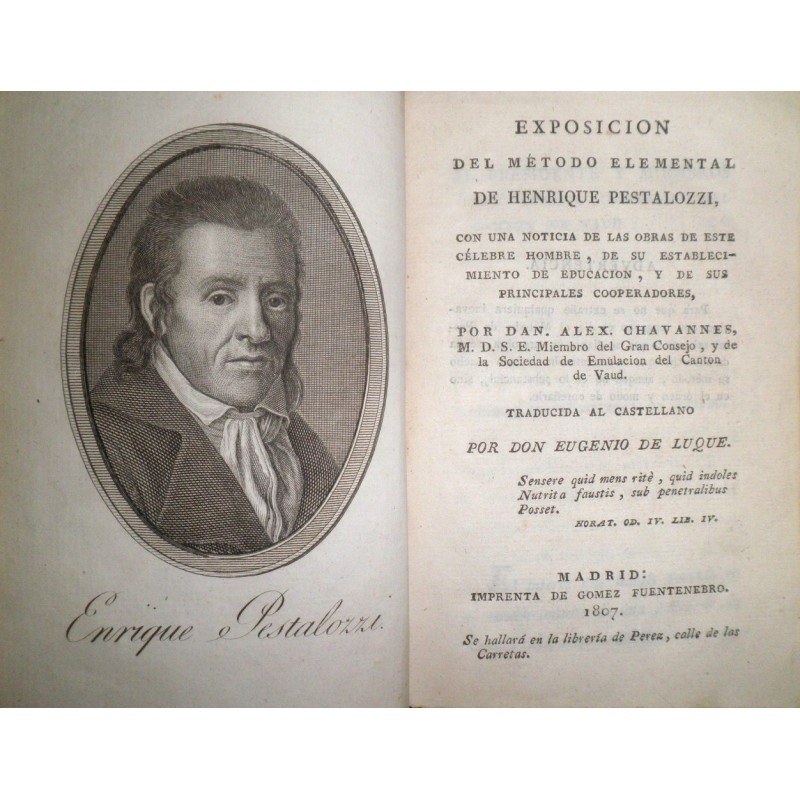 Enrique Pestalozzi.
EXPOSICION
DEL MÉTODO ELEMENTAL
DE HENRIQUE PESTALOZZI,
CON UNA NOTICIA DE LAS OBRAS DE ESTE
CÉLEBRE HOMBRE, DE SU ESTABLECI-
MIENTO DE EDUCACION, Y DE SUS
PRINCIPALES COOPERADORES,
POR DAN. ALEX. CHAVANNES,
M. D. S. E. Miembro del Gran Consejo, y de
la Sociedad de Emulacion del Canton
de Vaud.
TRADUCIDA AL CASTELLANO
POR DON EUGENIO DE LUQUE.
Sensere quid mens ritè, quid indoles
Nutrita faustis, sub penetralibus
Posset.
HORAT. OD. IV. LIB. IV.
MADRID:
IMPRENTA DE GOMEZ FUENTENEBRO.
1807.
Se hallará en la librería de Perez, calle de las
Carretas.